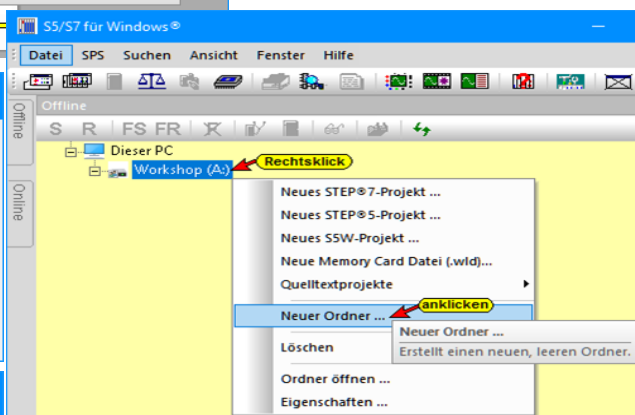 S5/S7 für Windows®
Datei SPS Suchen Ansicht Fenster Hilfe
Offline
Offline
S R FS FR
Dieser PC
Workshop (A:)
Rechtsklick
Online
Neues STEP®7-Projekt ...
Neues STEP®5-Projekt ...
Neues S5W-Projekt ...
Neue Memory Card Datei (.wld)...
Quelltextprojekte
anklicken
Neuer Ordner ...
Neuer Ordner ...
Erstellt einen neuen, leeren Ordner.
Löschen
Ordner öffnen ...
Eigenschaften ...